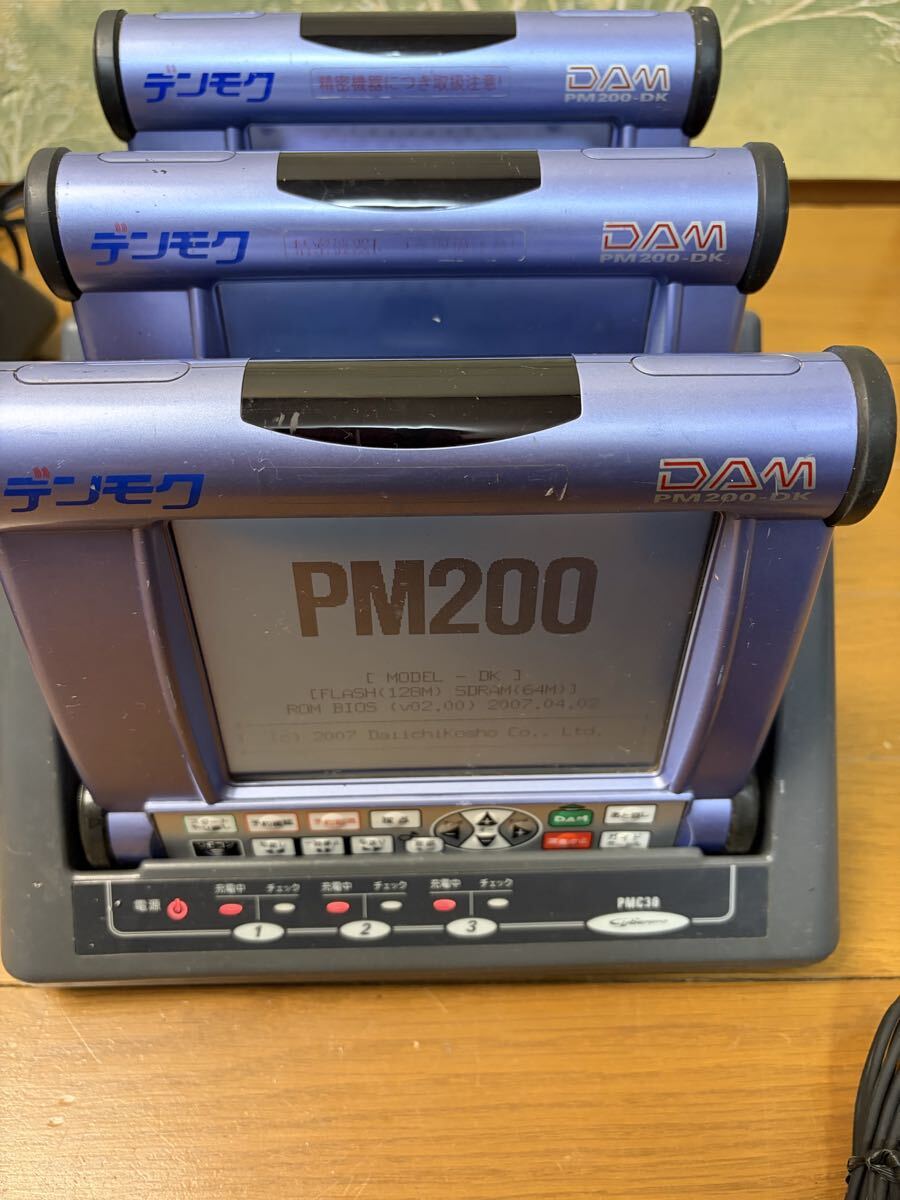 デンモク
精密機器につき取扱注意!
DAM
PM200-DK
デンモク
DAM
PM200-DK
デンモク
DAM
PM200-DK
PM200
[ MODEL - DK ]
[FLASH(128M) SDRAM(64M)]
ROM BIOS (v02.00) 2007.04.02
(c) 2007 DaiichiKosho Co., Ltd.
DAM
電源
充電中
チェック
充電中
チェック
充電中
チェック
1
2
3
PMC30